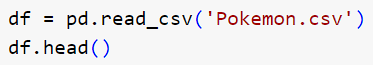 df = pd.read_csv('Pokemon.csv')
df.head()